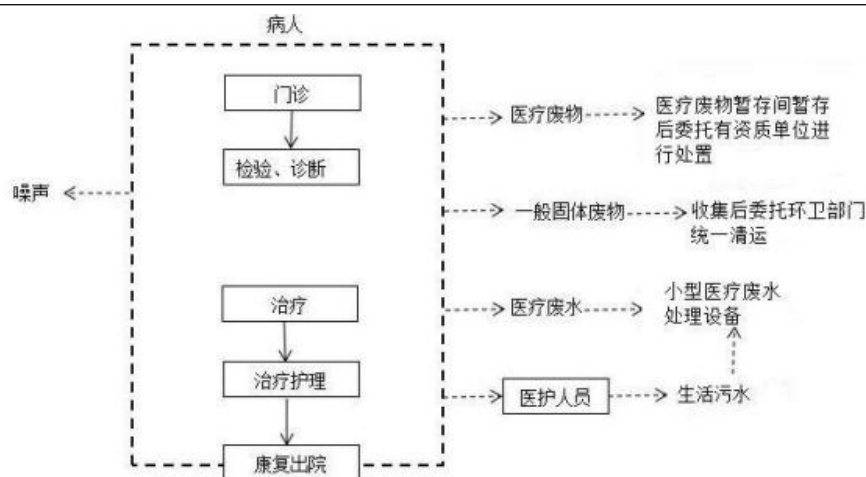 病人
门诊
检验、诊断
治疗
治疗护理
康复出院
噪声
医疗废物
医疗废物暂存间暂存
后委托有资质单位进
行处置
一般固体废物
收集后委托环卫部门
统一清运
医疗废水
小型医疗废水
处理设备
医护人员
生活污水